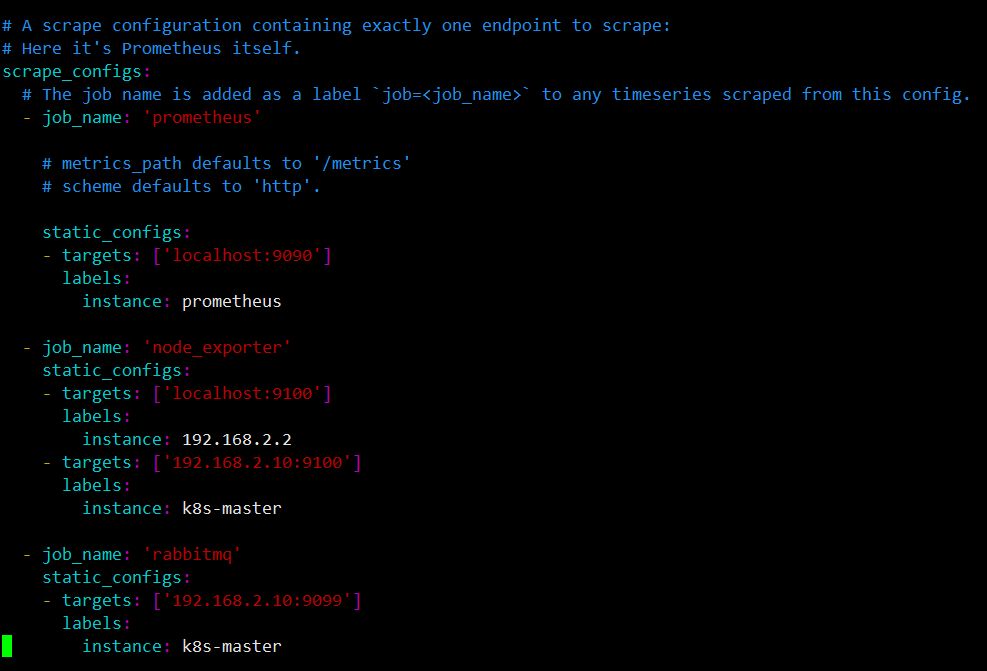 # A scrape configuration containing exactly one endpoint to scrape:
# Here it's Prometheus itself.
scrape_configs:
  # The job name is added as a label `job=<job_name>` to any timeseries scraped from this config.
  - job_name: 'prometheus'

    # metrics_path defaults to '/metrics'
    # scheme defaults to 'http'.

    static_configs:
    - targets: ['localhost:9090']
      labels:
        instance: prometheus

  - job_name: 'node_exporter'
    static_configs:
    - targets: ['localhost:9100']
      labels:
        instance: 192.168.2.2
    - targets: ['192.168.2.10:9100']
      labels:
        instance: k8s-master

  - job_name: 'rabbitmq'
    static_configs:
    - targets: ['192.168.2.10:9099']
      labels:
        instance: k8s-master